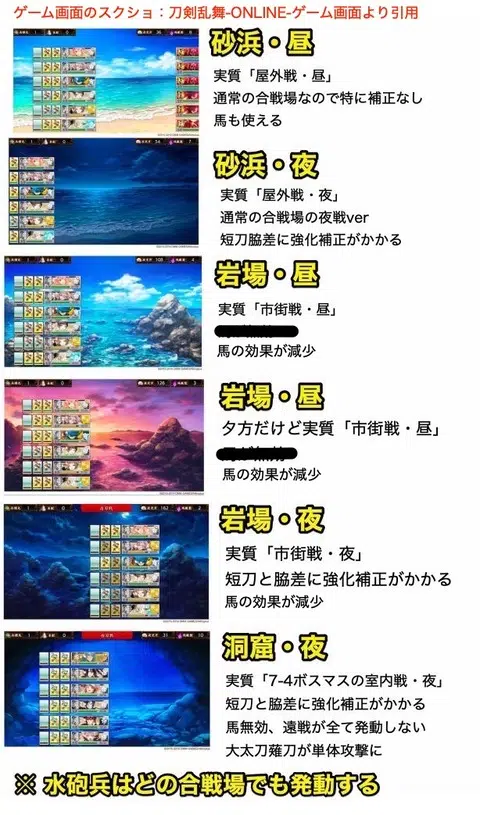 ゲーム画面のスクショ：刀剣乱舞-ONLINE-ゲーム画面より引用
砂浜・昼
実質「屋外戦・昼」
通常の合戦場なので特に補正なし
馬も使える
砂浜・夜
実質「屋外戦・夜」
通常の合戦場の夜戦ver
短刀脇差に強化補正がかかる
岩場・昼
実質「市街戦・昼」
馬の効果が減少
岩場・昼
夕方だけど実質「市街戦・昼」
馬の効果が減少
岩場・夜
実質「市街戦・夜」
短刀と脇差に強化補正がかかる
馬の効果が減少
洞窟・夜
実質「7-4ボスマスの室内戦・夜」
短刀と脇差に強化補正がかかる
馬無効、遠戦が全て発動しない
大太刀薙刀が単体攻撃に
※ 水砲兵はどの合戦場でも発動する